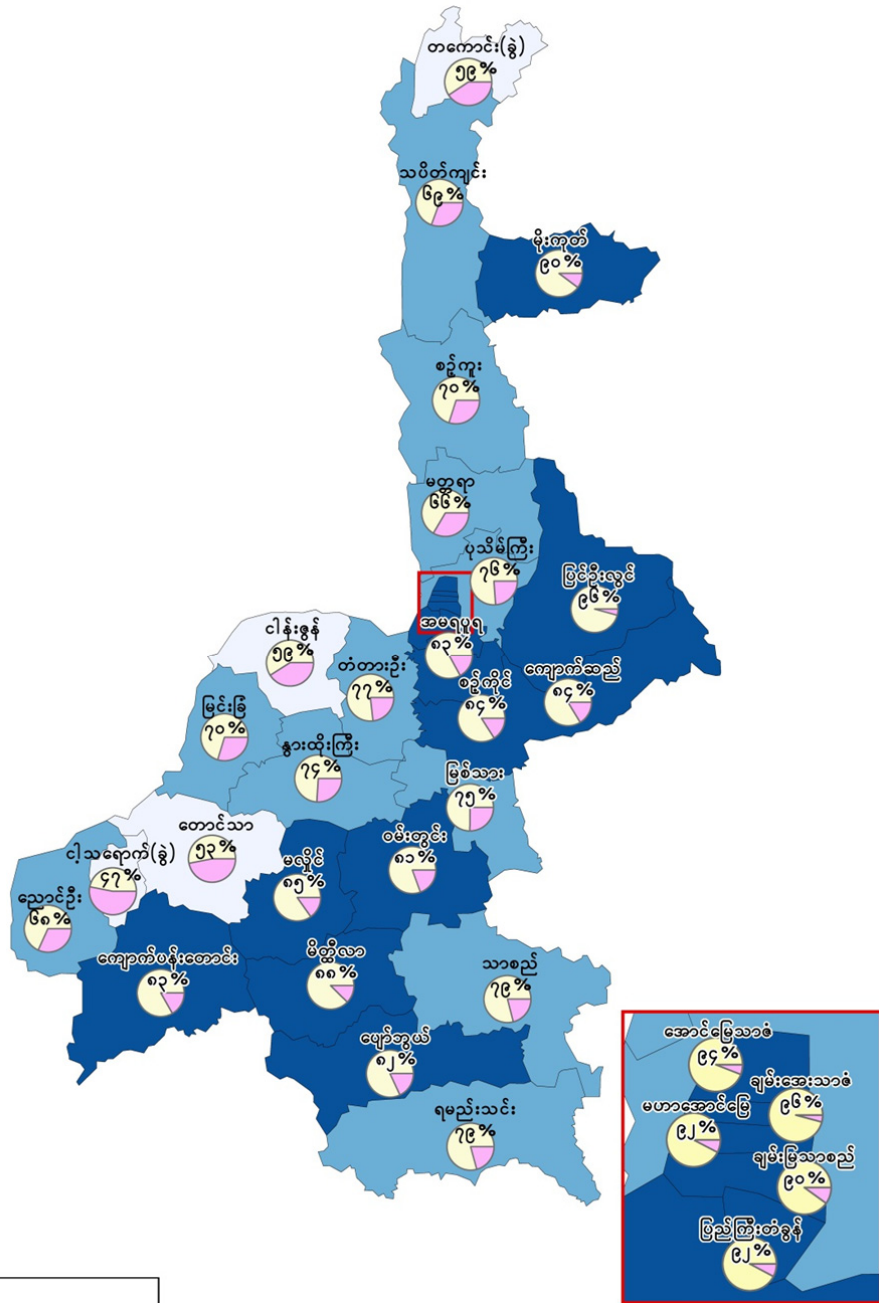 တကောင်း(ခွဲ)
၅၉%
သပိတ်ကျင်း
၆၉%
မိုးကုတ်
၉၀%
စဉ့်ကူး
၇၀%
မတ္တရာ
၆၆%
ပုသိမ်ကြီး
၇၆%
ပြင်ဦးလွင်
၉၆%
အမရပူရ
၈၃%
ငါန်းဇွန်
၅၉%
တံတားဦး
၇၇%
စဉ့်ကိုင်
၈၄%
ကျောက်ဆည်
၈၄%
မြင်းခြံ
၇၀%
နွားထိုးကြီး
၇၄%
မြစ်သား
၇၅%
တောင်သာ
၅၃%
ဝမ်းတွင်း
၈၁%
ငါ့သရောက်(ခွဲ)
၄၇%
မလှိုင်
၈၅%
ညောင်ဦး
၆၈%
ကျောက်ပန်းတောင်း
၈၃%
မိတ္ထီလာ
၈၈%
သာစည်
၇၉%
ပျော်ဘွယ်
၈၂%
ရမည်းသင်း
၇၉%
အောင်မြေသာဇံ
၉၄%
ချမ်းအေးသာဇံ
၉၆%
မဟာအောင်မြေ
၉၂%
ချမ်းမြသာစည်
၉၀%
ပြည်ကြီးတံခွန်
၉၂%